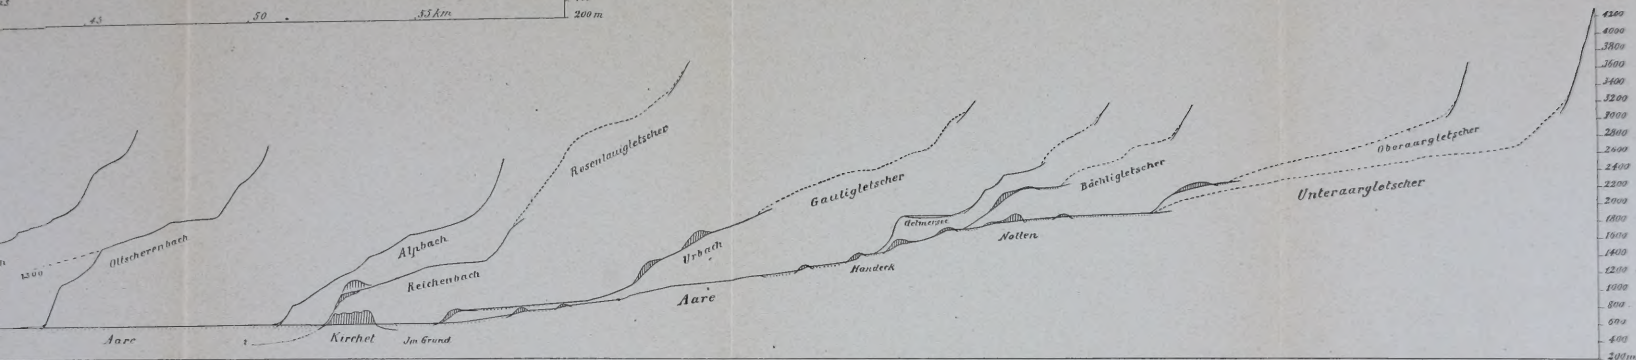 45 50 55 km
200 m
4200
4000
3800
3600
3400
3200
3000
2800
2600
2400
2200
2000
1800
1600
1400
1200
1000
800
600
400
200 m
Rosenlauigletscher
Oberaargletscher
Unteraargletscher
Bächligletscher
Gauligletscher
Gelmersee
Nollen
Oltscherenbach
1200
Alpbach
Urbach
Handeck
Reichenbach
Aare
Aare
Kirchet
Im Grund